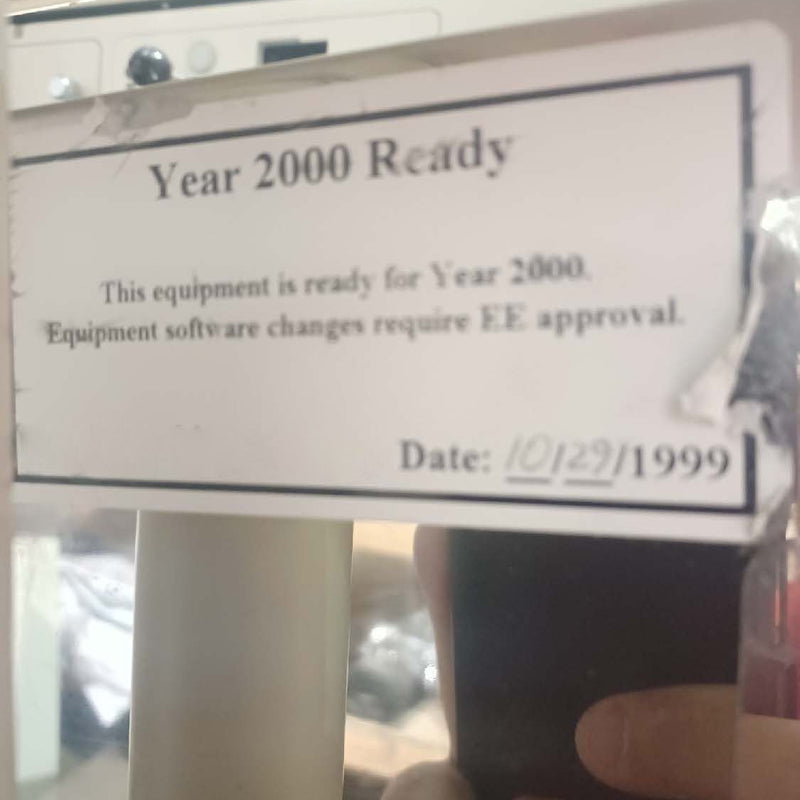 Year 2000 Ready
This equipment is ready for Year 2000.
Equipment software changes require EE approval.
Date: 10/29/1999